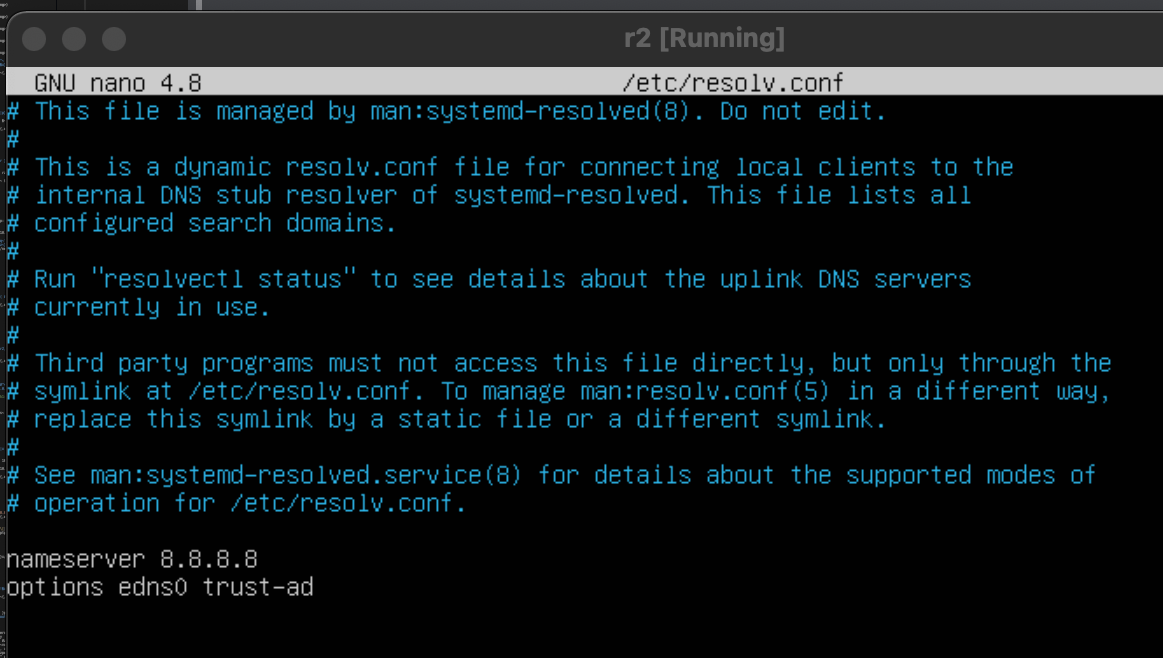 r2 [Running]
GNU nano 4.8 /etc/resolv.conf
# This file is managed by man:systemd-resolved(8). Do not edit.
#
# This is a dynamic resolv.conf file for connecting local clients to the
# internal DNS stub resolver of systemd-resolved. This file lists all
# configured search domains.
#
# Run "resolvectl status" to see details about the uplink DNS servers
# currently in use.
#
# Third party programs must not access this file directly, but only through the
# symlink at /etc/resolv.conf. To manage man:resolv.conf(5) in a different way,
# replace this symlink by a static file or a different symlink.
#
# See man:systemd-resolved.service(8) for details about the supported modes of
# operation for /etc/resolv.conf.
nameserver 8.8.8.8
options edns0 trust-ad